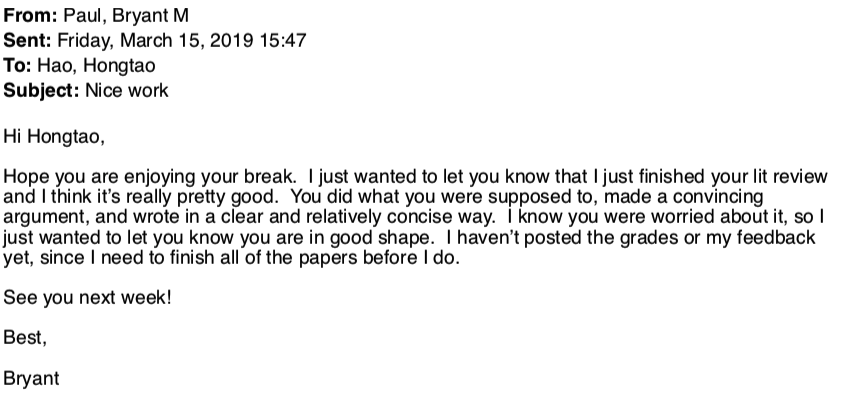 From: Paul, Bryant M
Sent: Friday, March 15, 2019 15:47
To: Hao, Hongtao
Subject: Nice work
Hi Hongtao,
Hope you are enjoying your break.  I just wanted to let you know that I just finished your lit review
and I think it's really pretty good.  You did what you were supposed to, made a convincing
argument, and wrote in a clear and relatively concise way.  I know you were worried about it, so I
just wanted to let you know you are in good shape.  I haven't posted the grades or my feedback
yet, since I need to finish all of the papers before I do.
See you next week!
Best,
Bryant